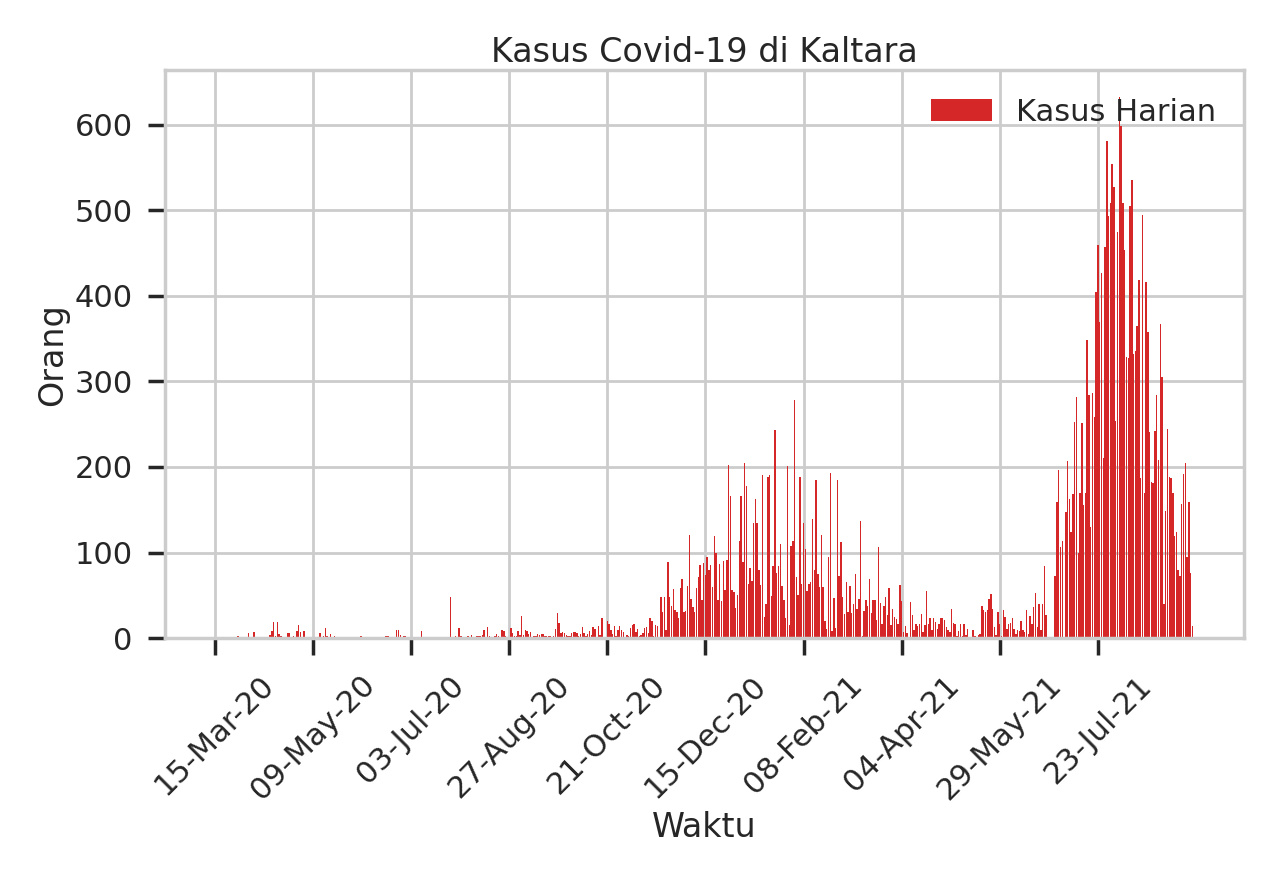 Kasus Covid-19 di Kaltara
Kasus Harian
Orang
600
500
400
300
200
100
0
15-Mar-20
09-May-20
03-Jul-20
27-Aug-20
21-Oct-20
15-Dec-20
08-Feb-21
04-Apr-21
29-May-21
23-Jul-21
Waktu